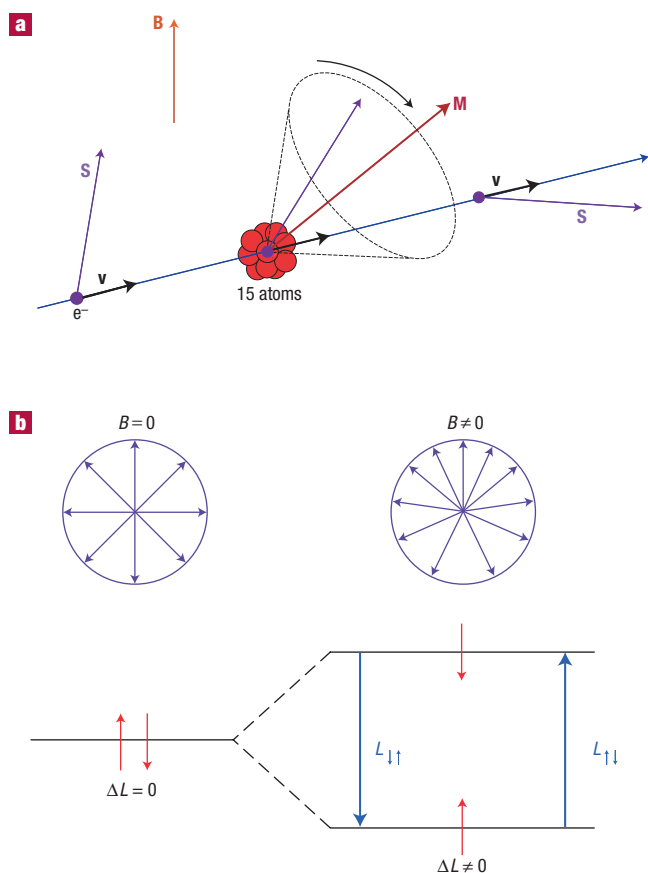 a
B
M
S
v
S
v
15 atoms
e–
b
B = 0
B ≠ 0
L↓↑
L↑↓
ΔL = 0
ΔL ≠ 0